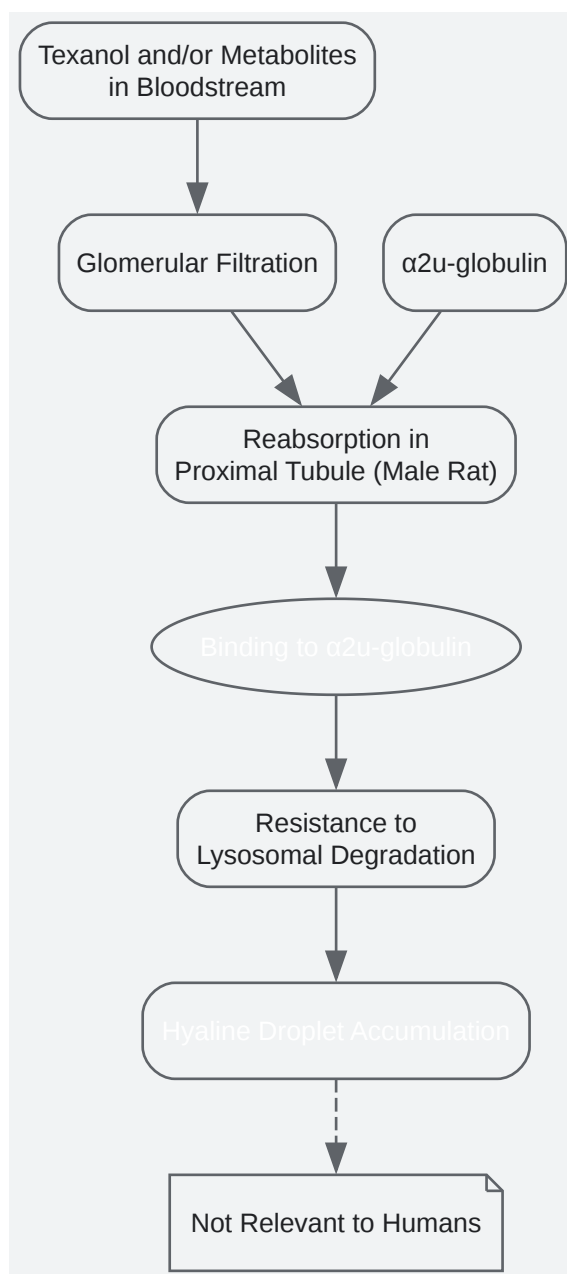 Texanol and/or Metabolites
in Bloodstream
Glomerular Filtration
α2u-globulin
Reabsorption in
Proximal Tubule (Male Rat)
Binding to α2u-globulin
Resistance to
Lysosomal Degradation
Hyaline Droplet Accumulation
Not Relevant to Humans